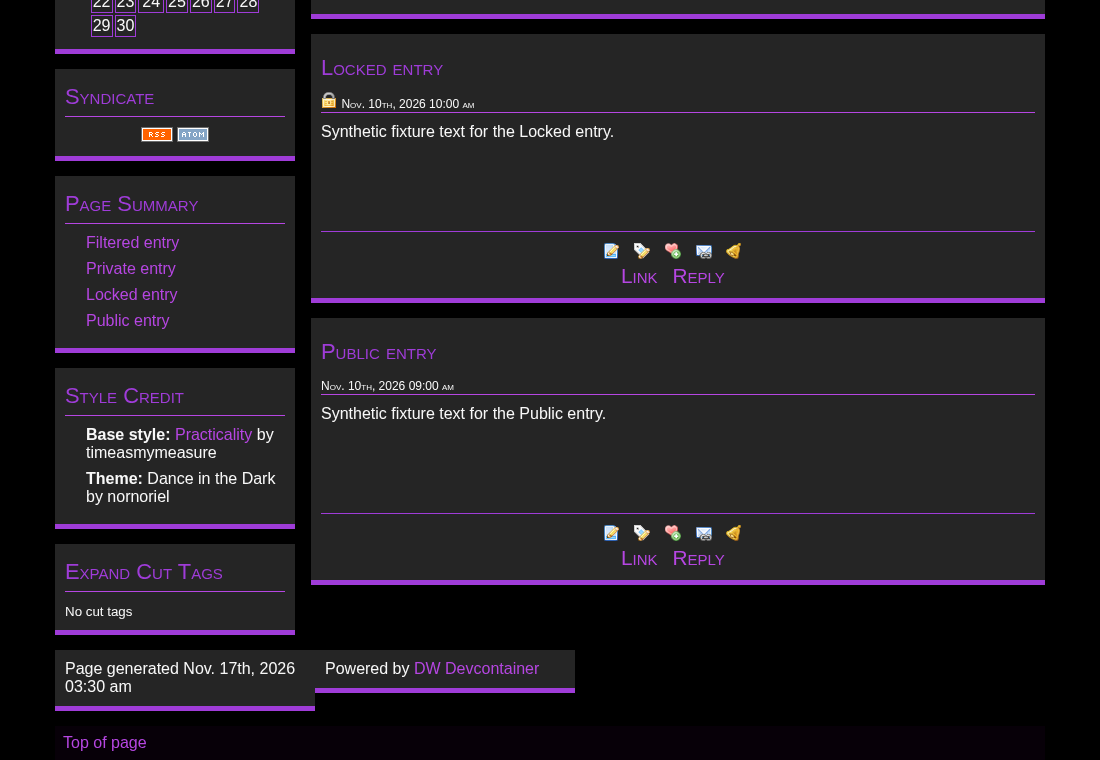 22 23 24 25 26 27 28
29 30
Syndicate
RSS ATOM
Page Summary
Filtered entry
Private entry
Locked entry
Public entry
Style Credit
Base style: Practicality by
timeasmymeasure
Theme: Dance in the Dark
by nornoriel
Expand Cut Tags
No cut tags
Locked entry
Nov. 10th, 2026 10:00 am
Synthetic fixture text for the Locked entry.
Link Reply
Public entry
Nov. 10th, 2026 09:00 am
Synthetic fixture text for the Public entry.
Link Reply
Page generated Nov. 17th, 2026
03:30 am
Powered by DW Devcontainer
Top of page